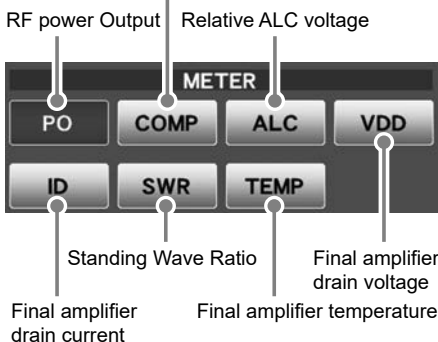 RF power Output
Relative ALC voltage
METER
PO
COMP
ALC
VDD
ID
SWR
TEMP
Standing Wave Ratio
Final amplifier
drain voltage
Final amplifier
drain current
Final amplifier temperature